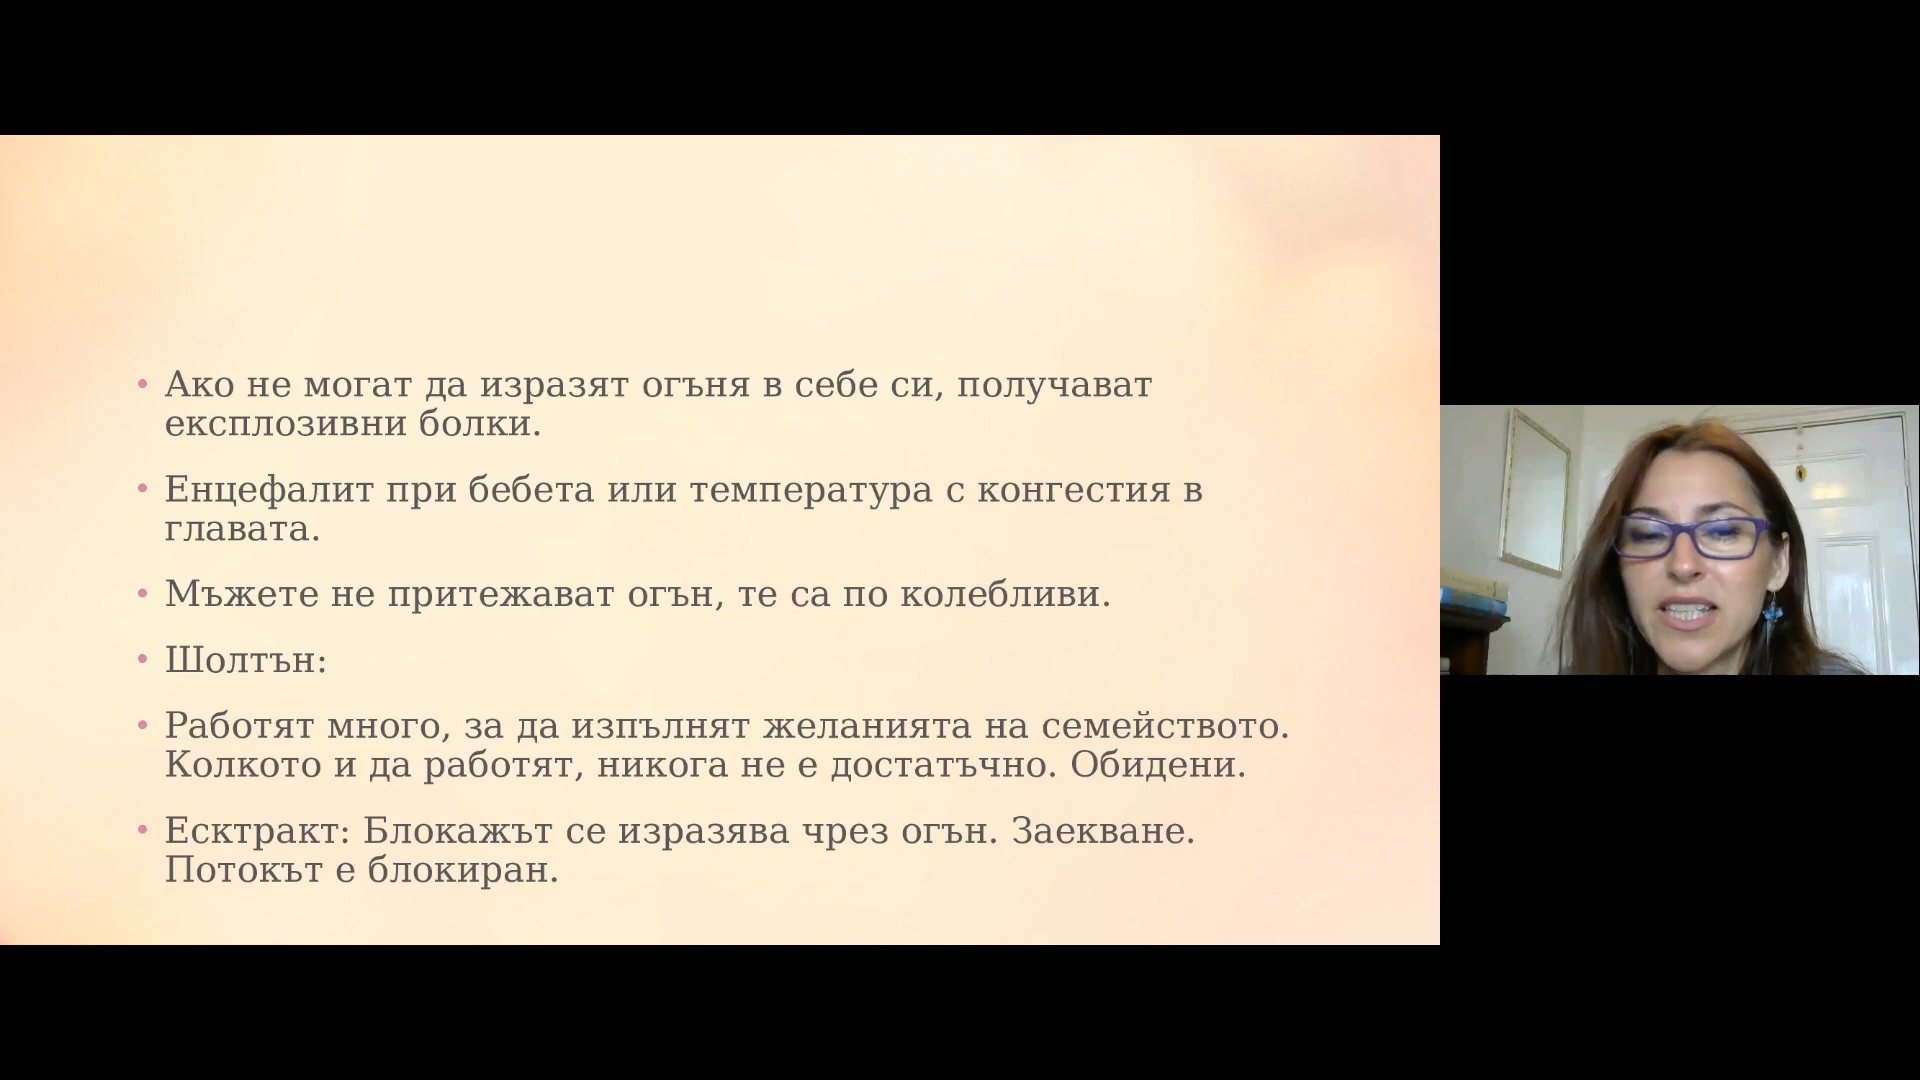 Ако не могат да изразят огъня в себе си, получават
експлозивни болки.
Енцефалит при бебета или температура с конгестия в
главата.
Мъжете не притежават огън, те са по колебливи.
Шолтън:
Работят много, за да изпълнят желанията на семейството.
Колкото и да работят, никога не е достатъчно. Обидени.
Есктракт: Блокажът се изразява чрез огън. Заекване.
Потокът е блокиран.